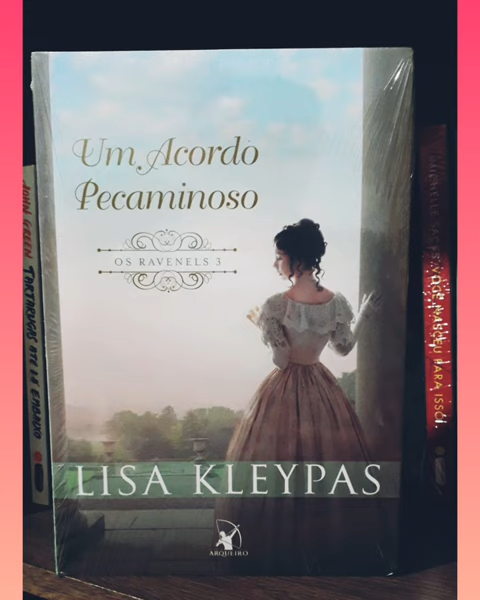 Um Acordo
Pecaminoso
OS RAVENELS 3
LISA KLEYPAS
ARQUEIRO
JOHN GREEN TARTARUGAS ATÉ LÁ EMBAIXO
VOCÊ NASCEU PARA ISSO.